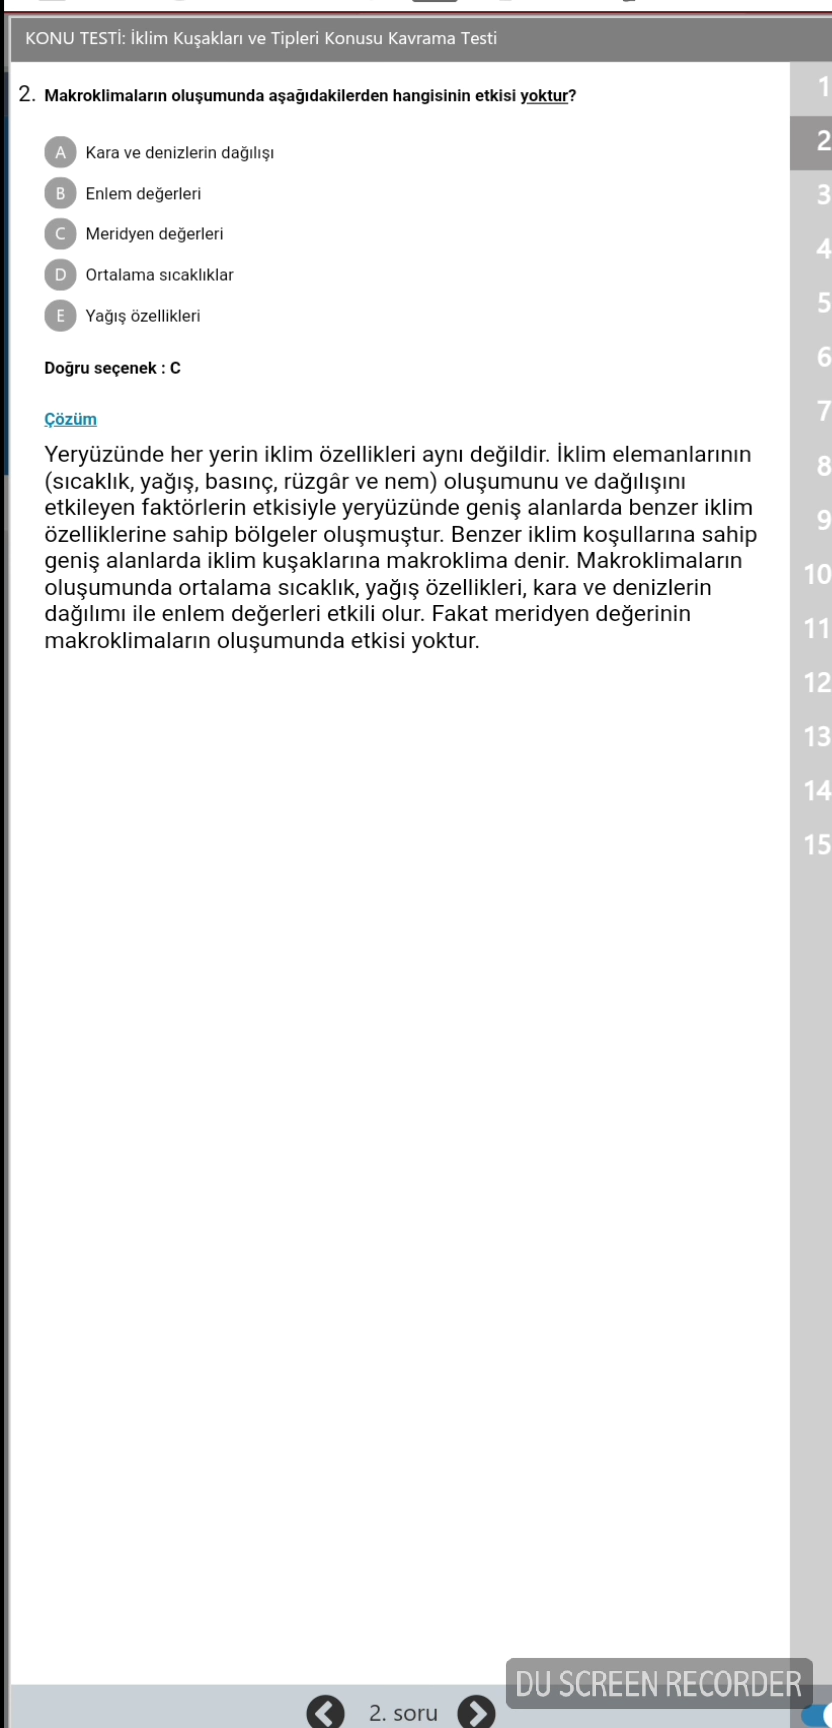 KONU TESTİ: İklim Kuşakları ve Tipleri Konusu Kavrama Testi
2. Makroklimaların oluşumunda aşağıdakilerden hangisinin etkisi yoktur?
A Kara ve denizlerin dağılışı
B Enlem değerleri
C Meridyen değerleri
D Ortalama sıcaklıklar
E Yağış özellikleri
Doğru seçenek : C
Çözüm
Yeryüzünde her yerin iklim özellikleri aynı değildir. İklim elemanlarının
(sıcaklık, yağış, basınç, rüzgâr ve nem) oluşumunu ve dağılışını
etkileyen faktörlerin etkisiyle yeryüzünde geniş alanlarda benzer iklim
özelliklerine sahip bölgeler oluşmuştur. Benzer iklim koşullarına sahip
geniş alanlarda iklim kuşaklarına makroklima denir. Makroklimaların
oluşumunda ortalama sıcaklık, yağış özellikleri, kara ve denizlerin
dağılımı ile enlem değerleri etkili olur. Fakat meridyen değerinin
makroklimaların oluşumunda etkisi yoktur.
1
2
3
4
5
6
7
8
9
10
11
12
13
14
15
DU SCREEN RECORDER
2. soru